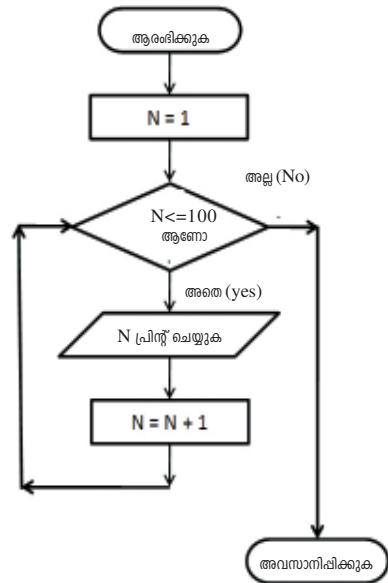 ആരംഭിക്കുക
N = 1
അല്ല (No)
N<=100
ആണോ
അതെ (yes)
N പ്രിന്റ് ചെയ്യുക
N = N + 1
അവസാനിപ്പിക്കുക